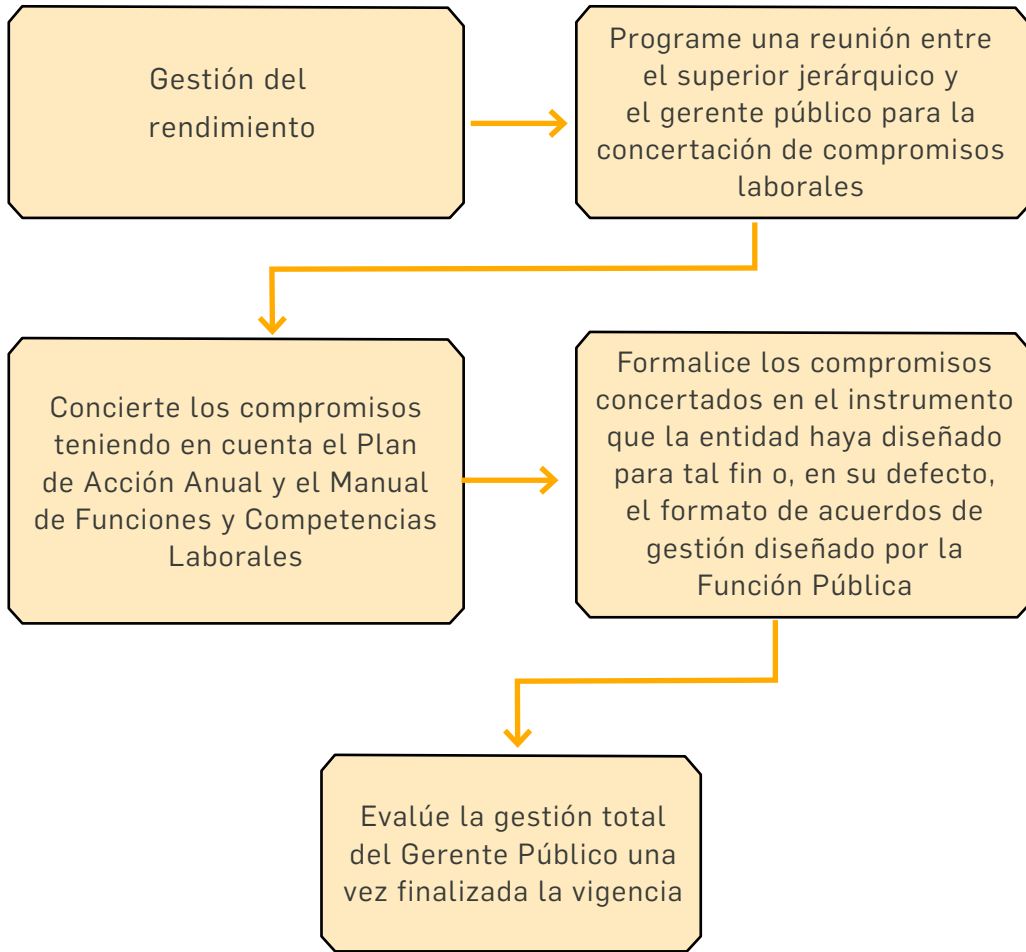 Gestión del
rendimiento
Programe una reunión entre
el superior jerárquico y
el gerente público para la
concertación de compromisos
laborales
Concierte los compromisos
teniendo en cuenta el Plan
de Acción Anual y el Manual
de Funciones y Competencias
Laborales
Formalice los compromisos
concertados en el instrumento
que la entidad haya diseñado
para tal fin o, en su defecto,
el formato de acuerdos de
gestión diseñado por la
Función Pública
Evalúe la gestión total
del Gerente Público una
vez finalizada la vigencia